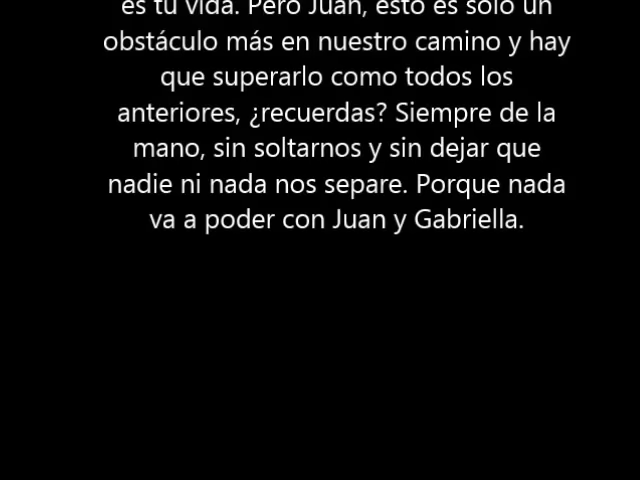 es tu vida. Pero Juan, esto es sólo un
obstáculo más en nuestro camino y hay
que superarlo como todos los
anteriores, ¿recuerdas? Siempre de la
mano, sin soltarnos y sin dejar que
nadie ni nada nos separe. Porque nada
va a poder con Juan y Gabriella.